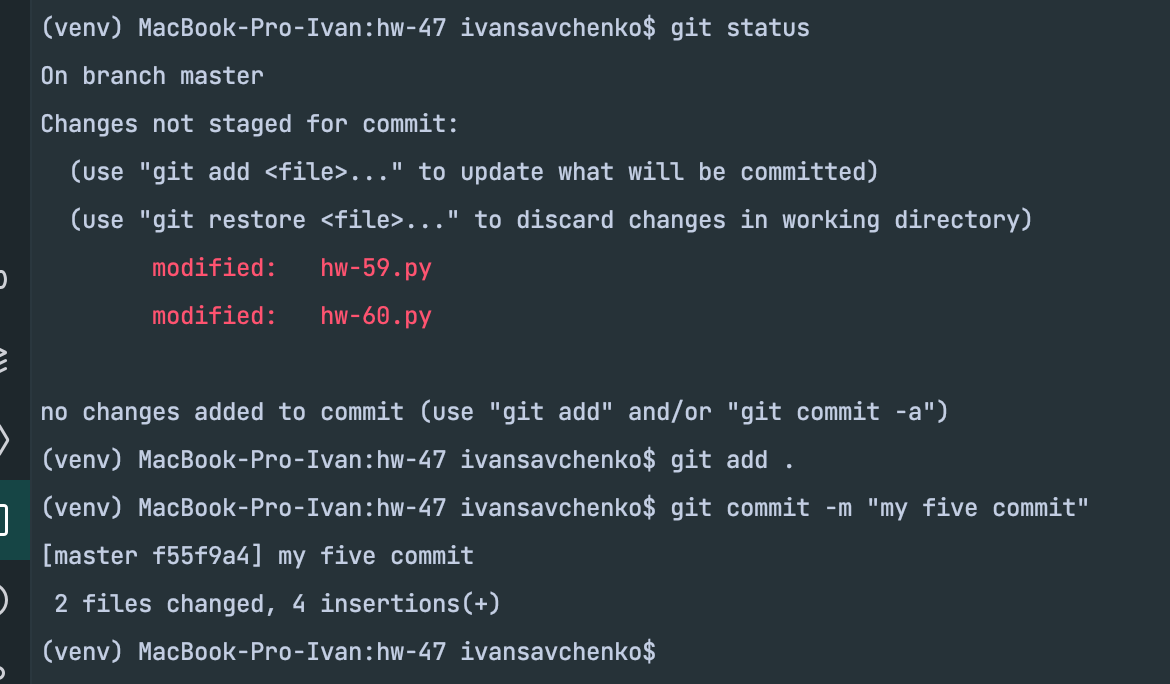 (venv) MacBook-Pro-Ivan:hw-47 ivansavchenko$ git status
On branch master
Changes not staged for commit:
  (use "git add <file>..." to update what will be committed)
  (use "git restore <file>..." to discard changes in working directory)
        modified:   hw-59.py
        modified:   hw-60.py

no changes added to commit (use "git add" and/or "git commit -a")
(venv) MacBook-Pro-Ivan:hw-47 ivansavchenko$ git add .
(venv) MacBook-Pro-Ivan:hw-47 ivansavchenko$ git commit -m "my five commit"
[master f55f9a4] my five commit
 2 files changed, 4 insertions(+)
(venv) MacBook-Pro-Ivan:hw-47 ivansavchenko$